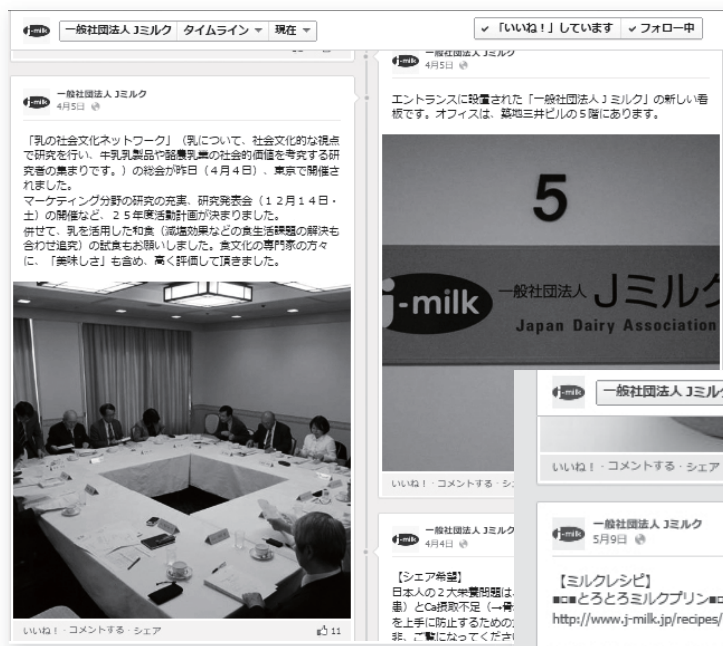 j-milk 一般社団法人 Jミルク タイムライン 現在
✓ 「いいね！」しています ✓ フォロー中
j-milk 一般社団法人 Jミルク
4月5日
「乳の社会文化ネットワーク」（乳について、社会文化的な視点
で研究を行い、牛乳乳製品や酪農乳業の社会的価値を考究する研
究者の集まりです。）の総会が昨日（４月４日）、東京で開催さ
れました。
マーケティング分野の研究の充実、研究発表会（１２月１４日・
土）の開催など、２５年度活動計画が決まりました。
併せて、乳を活用した和食（減塩効果などの食生活課題の解決も
合わせ追究）の試食もお願いしました。食文化の専門家の方々
に、「美味しさ」も含め、高く評価して頂きました。
いいね！・コメントする・シェア 11
j-milk 一般社団法人 Jミルク
4月5日
エントランスに設置された「一般社団法人Ｊミルク」の新しい看
板です。オフィスは、築地三井ビルの５階にあります。
5
j-milk 一般社団法人 Jミルク
Japan Dairy Association
いいね！・コメントする・シ
j-milk 一般社団法人 Jミルク
4月4日
【シェア希望】
日本人の２大栄養問題は
患）とCa摂取不足（→骨
を上手に防止するための
非、ご覧になってくださ
j-milk 一般社団法人 Jミル
いいね！・コメントする・シェア
j-milk 一般社団法人 Jミルク
5月9日
【ミルクレシピ】
■□■とろとろミルクプリン■□
http://www.j-milk.jp/recipes/